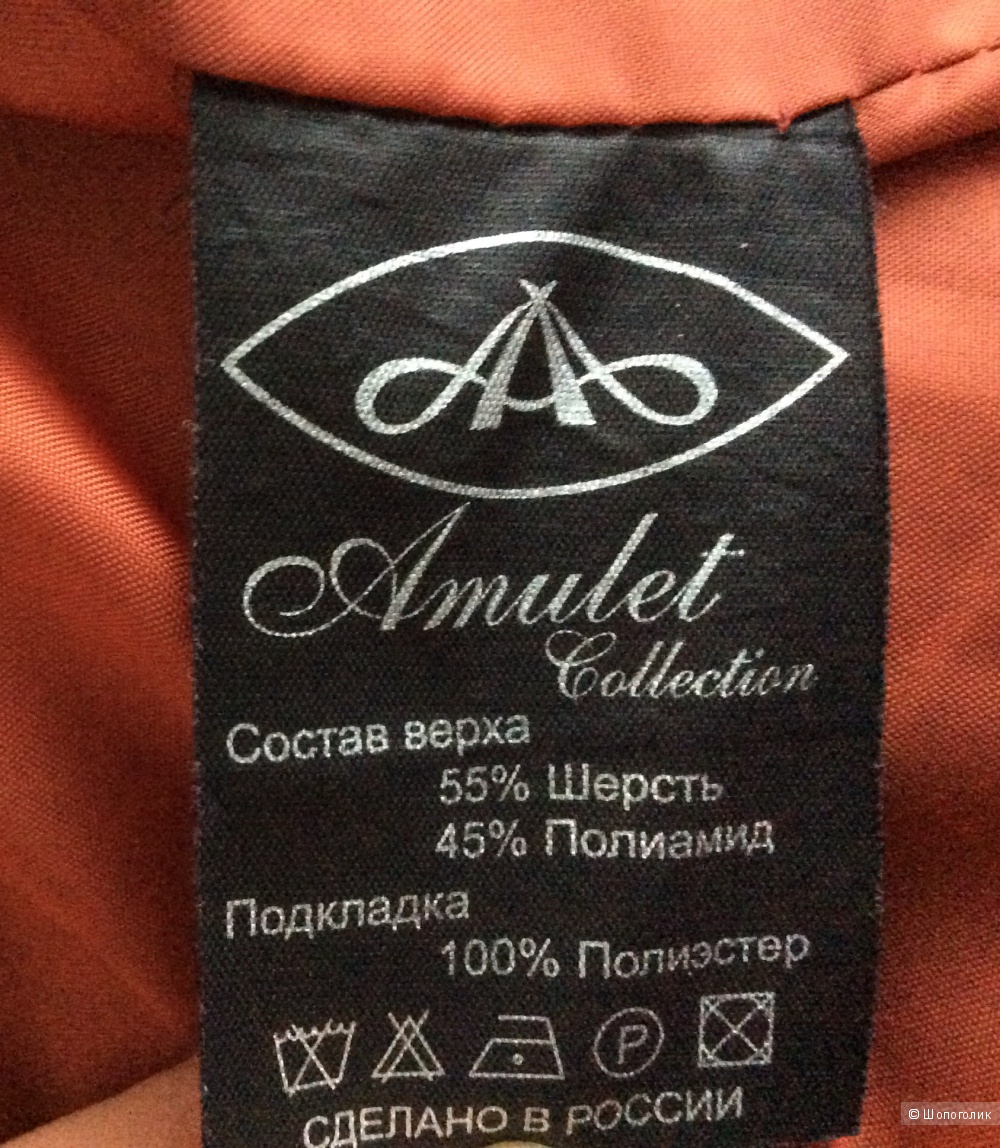 Amulet
Collection
Состав верха
55% Шерсть
45% Полиамид
Подкладка
100% Полиэстер
P
СДЕЛАНО В РОССИИ
© Шопоголик